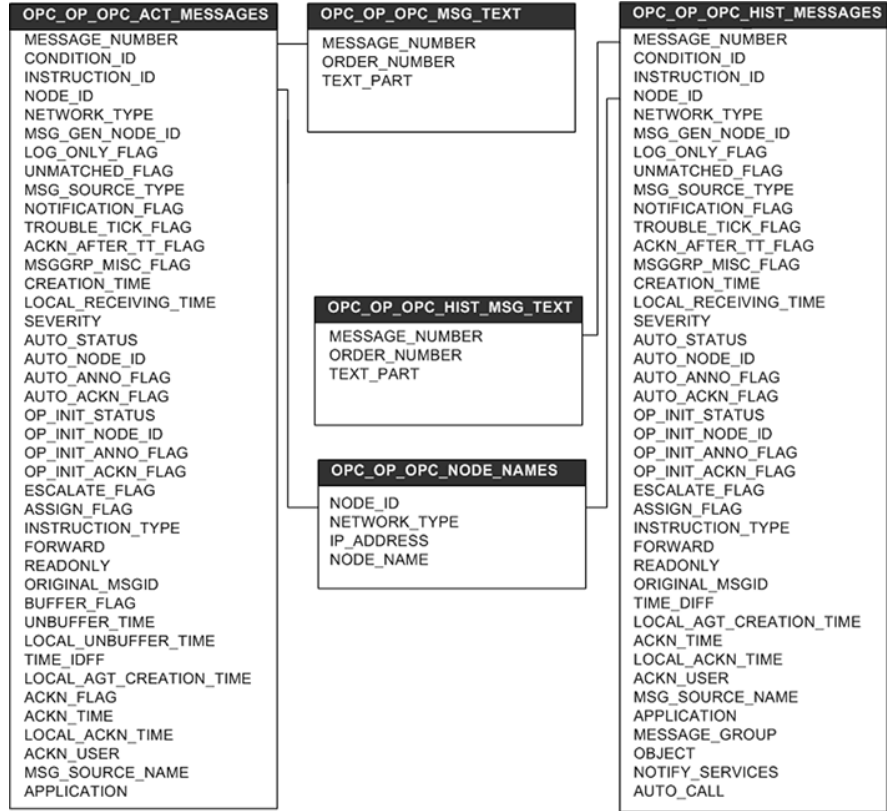 OPC_OP_OPC_ACT_MESSAGES
MESSAGE_NUMBER
CONDITION_ID
INSTRUCTION_ID
NODE_ID
NETWORK_TYPE
MSG_GEN_NODE_ID
LOG_ONLY_FLAG
UNMATCHED_FLAG
MSG_SOURCE_TYPE
NOTIFICATION_FLAG
TROUBLE_TICK_FLAG
ACKN_AFTER_TT_FLAG
MSGGRP_MISC_FLAG
CREATION_TIME
LOCAL_RECEIVING_TIME
SEVERITY
AUTO_STATUS
AUTO_NODE_ID
AUTO_ANNO_FLAG
AUTO_ACKN_FLAG
OP_INIT_STATUS
OP_INIT_NODE_ID
OP_INIT_ANNO_FLAG
OP_INIT_ACKN_FLAG
ESCALATE_FLAG
ASSIGN_FLAG
INSTRUCTION_TYPE
FORWARD
READONLY
ORIGINAL_MSGID
BUFFER_FLAG
UNBUFFER_TIME
LOCAL_UNBUFFER_TIME
TIME_IDFF
LOCAL_AGT_CREATION_TIME
ACKN_FLAG
ACKN_TIME
LOCAL_ACKN_TIME
ACKN_USER
MSG_SOURCE_NAME
APPLICATION
OPC_OP_OPC_MSG_TEXT
MESSAGE_NUMBER
ORDER_NUMBER
TEXT_PART
OPC_OP_OPC_HIST_MSG_TEXT
MESSAGE_NUMBER
ORDER_NUMBER
TEXT_PART
OPC_OP_OPC_NODE_NAMES
NODE_ID
NETWORK_TYPE
IP_ADDRESS
NODE_NAME
OPC_OP_OPC_HIST_MESSAGES
MESSAGE_NUMBER
CONDITION_ID
INSTRUCTION_ID
NODE_ID
NETWORK_TYPE
MSG_GEN_NODE_ID
LOG_ONLY_FLAG
UNMATCHED_FLAG
MSG_SOURCE_TYPE
NOTIFICATION_FLAG
TROUBLE_TICK_FLAG
ACKN_AFTER_TT_FLAG
MSGGRP_MISC_FLAG
CREATION_TIME
LOCAL_RECEIVING_TIME
SEVERITY
AUTO_STATUS
AUTO_NODE_ID
AUTO_ANNO_FLAG
AUTO_ACKN_FLAG
OP_INIT_STATUS
OP_INIT_NODE_ID
OP_INIT_ANNO_FLAG
OP_INIT_ACKN_FLAG
ESCALATE_FLAG
ASSIGN_FLAG
INSTRUCTION_TYPE
FORWARD
READONLY
ORIGINAL_MSGID
TIME_DIFF
LOCAL_AGT_CREATION_TIME
ACKN_TIME
LOCAL_ACKN_TIME
ACKN_USER
MSG_SOURCE_NAME
APPLICATION
MESSAGE_GROUP
OBJECT
NOTIFY_SERVICES
AUTO_CALL